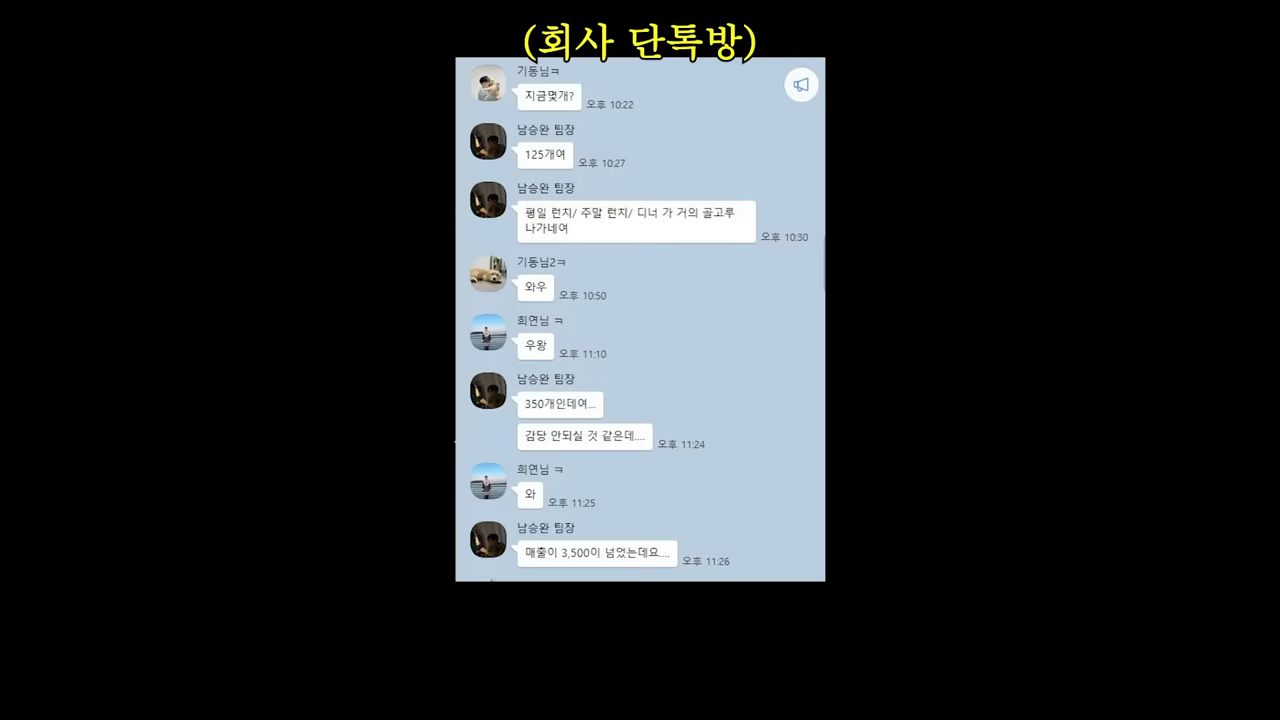 (회사 단톡방)
기동님ㅋ
지금몇개?
오후 10:22
남승완 팀장
125개여
오후 10:27
남승완 팀장
평일 런치/ 주말 런치/ 디너 가 거의 골고루
나가네여
오후 10:30
기동님2ㅋ
와우
오후 10:50
희연님 ㅋ
우왕
오후 11:10
남승완 팀장
350개인데여...
감당 안되실 것 같은데....
오후 11:24
희연님 ㅋ
와
오후 11:25
남승완 팀장
매출이 3,500이 넘었는데요....
오후 11:26